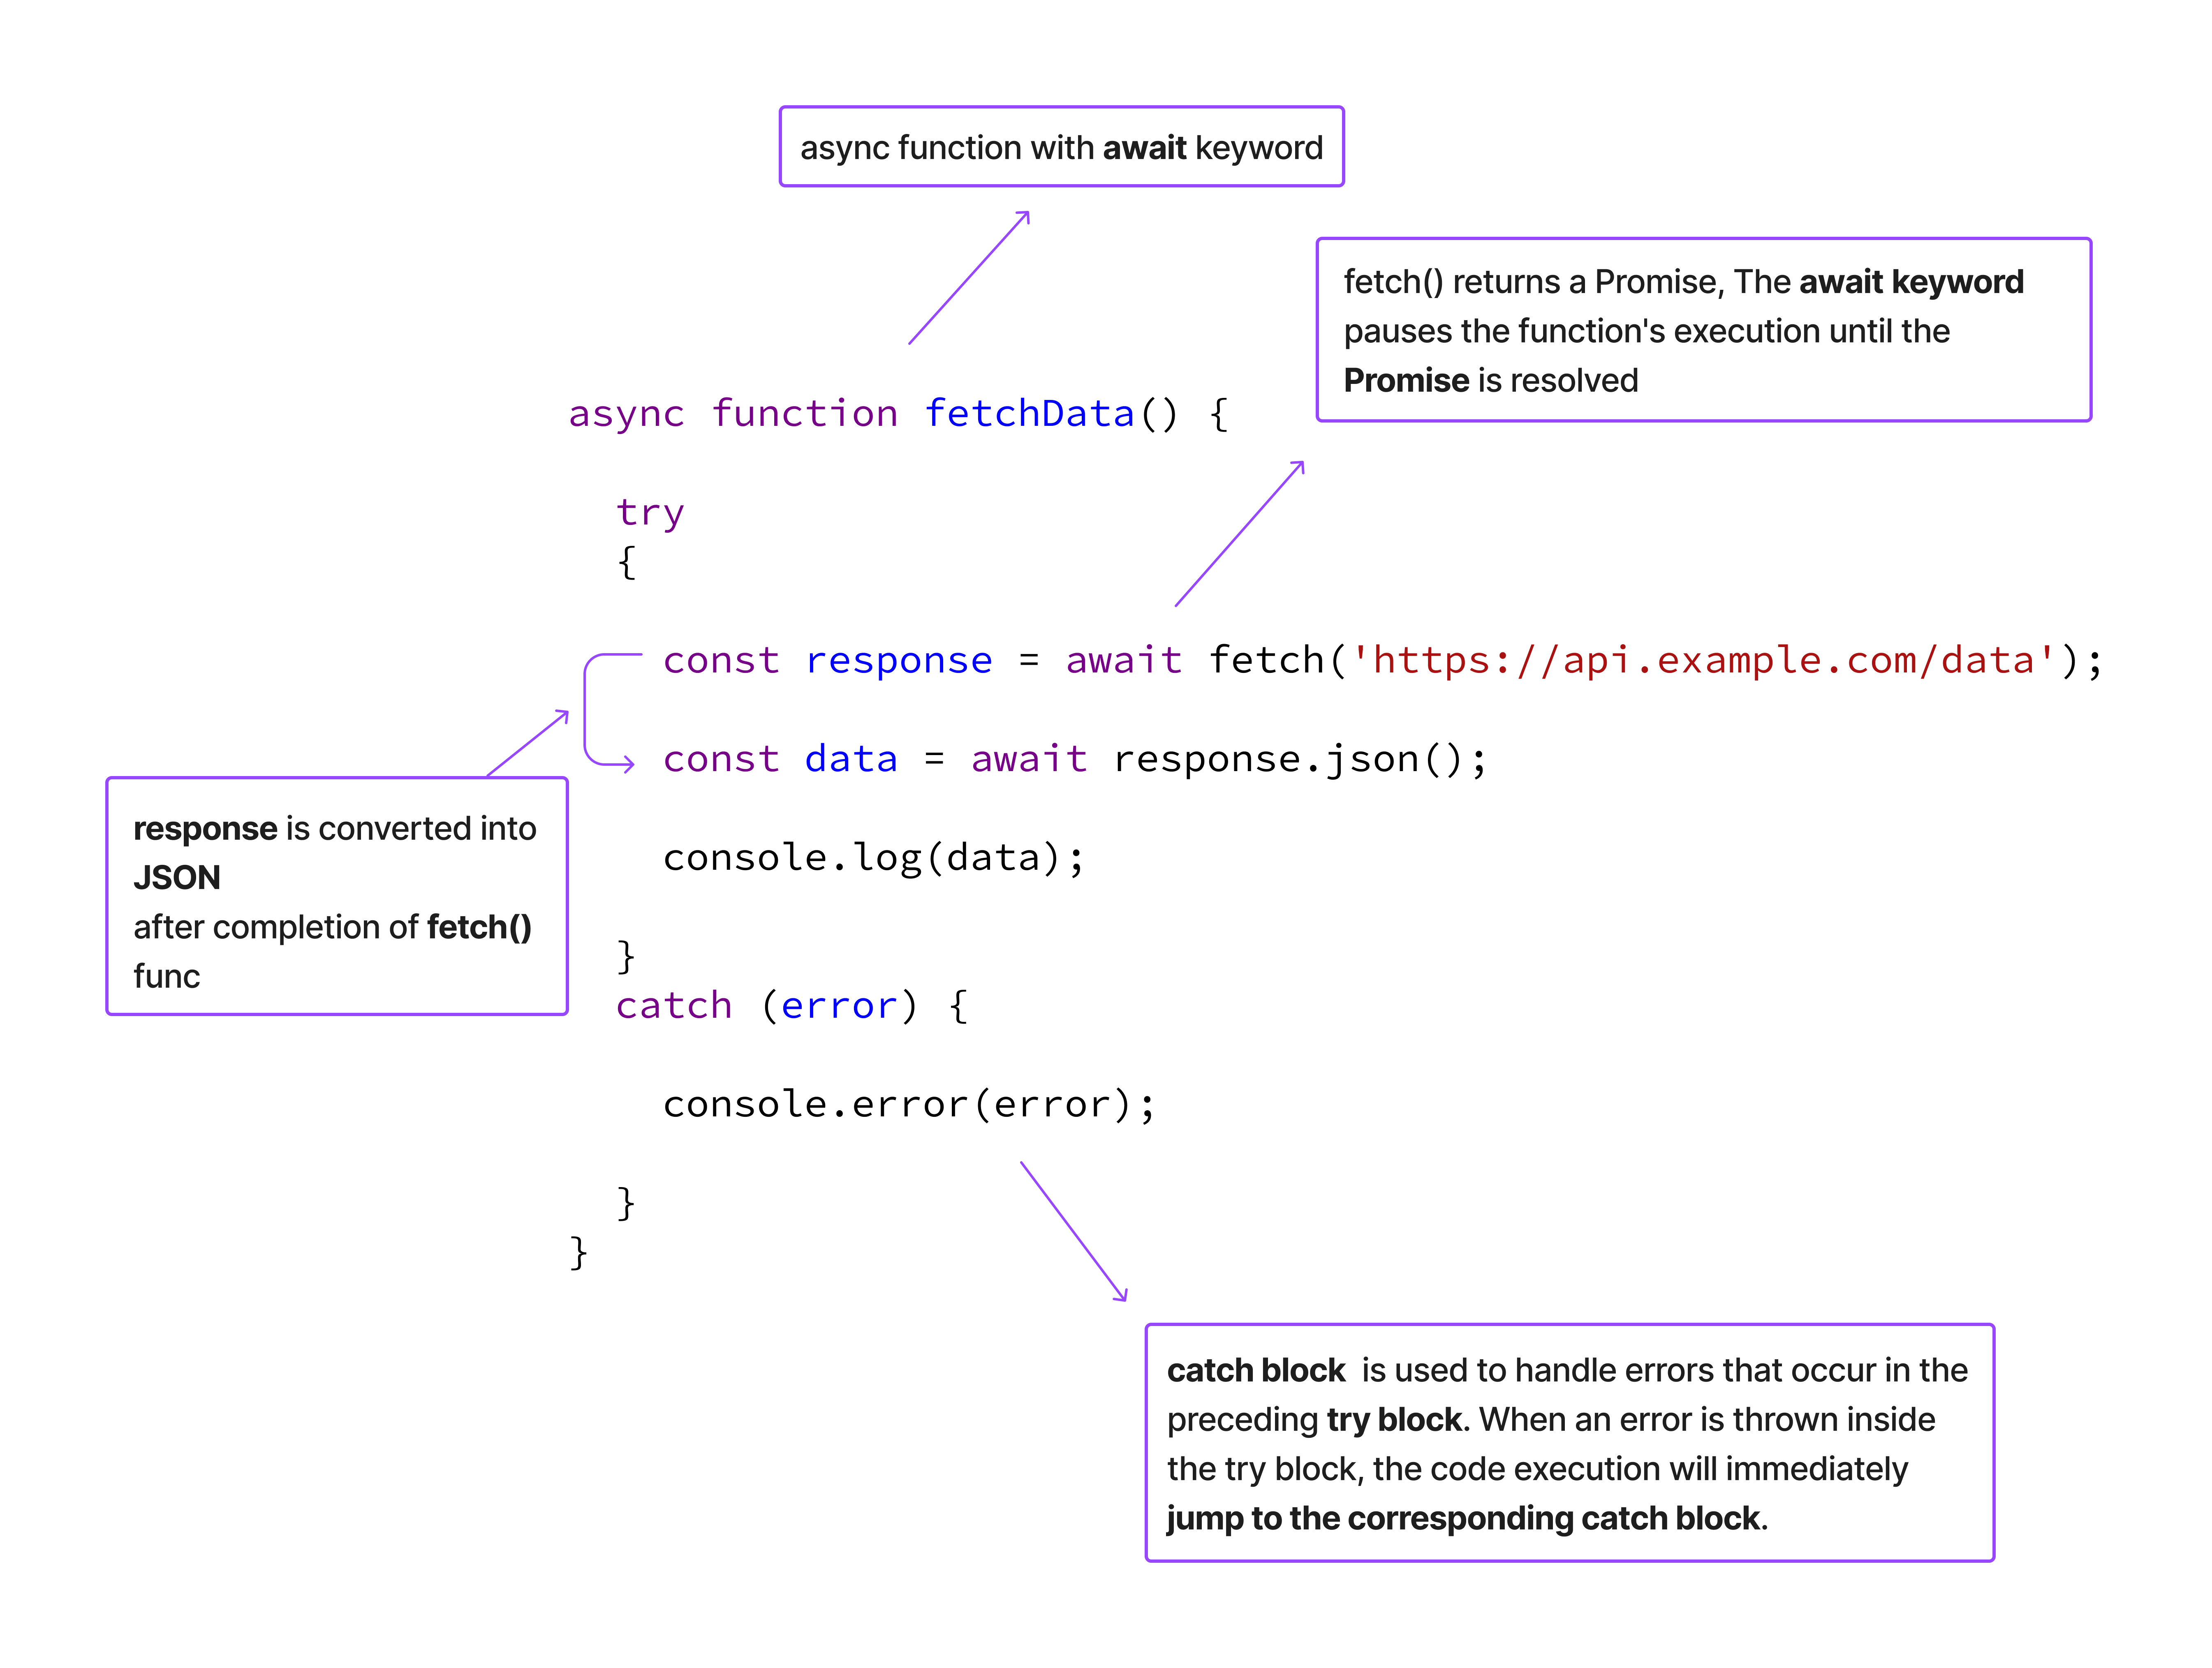 async function with await keyword
fetch() returns a Promise, The await keyword
pauses the function's execution until the
Promise is resolved
async function fetchData() {
try
{
const response = await fetch('https://api.example.com/data');
const data = await response.json();
response is converted into
JSON
after completion of fetch()
func
console.log(data);
}
catch (error) {
console.error(error);
}
}
catch block  is used to handle errors that occur in the
preceding try block. When an error is thrown inside
the try block, the code execution will immediately
jump to the corresponding catch block.